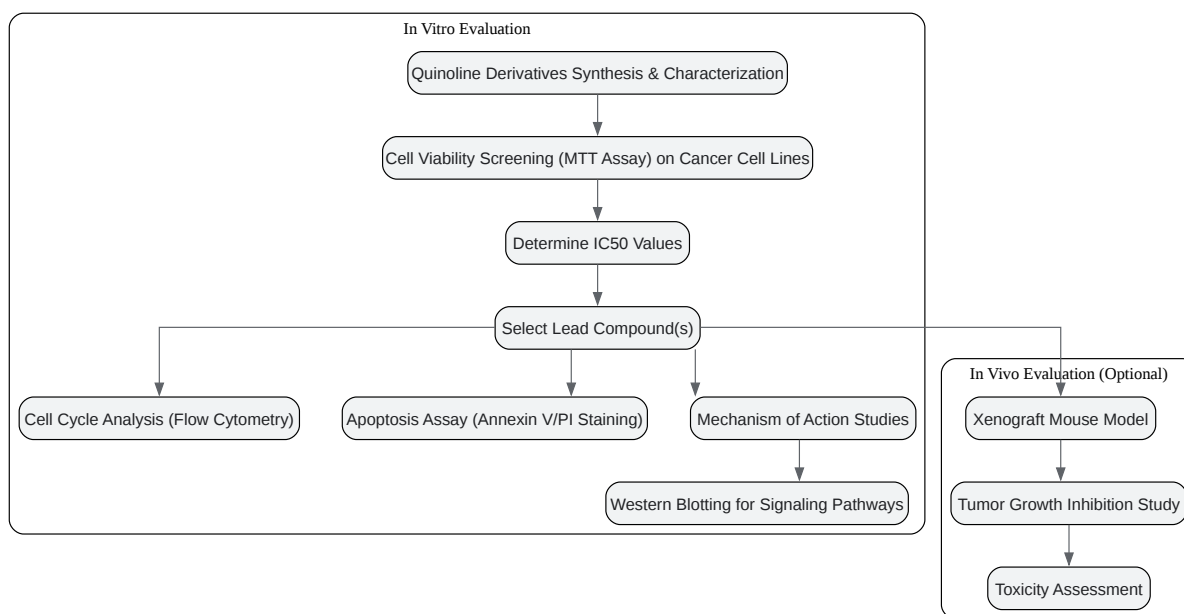 In Vitro Evaluation
Quinoline Derivatives Synthesis & Characterization
Cell Viability Screening (MTT Assay) on Cancer Cell Lines
Determine IC50 Values
Select Lead Compound(s)
In Vivo Evaluation (Optional)
Cell Cycle Analysis (Flow Cytometry)
Apoptosis Assay (Annexin V/PI Staining)
Mechanism of Action Studies
Xenograft Mouse Model
Western Blotting for Signaling Pathways
Tumor Growth Inhibition Study
Toxicity Assessment